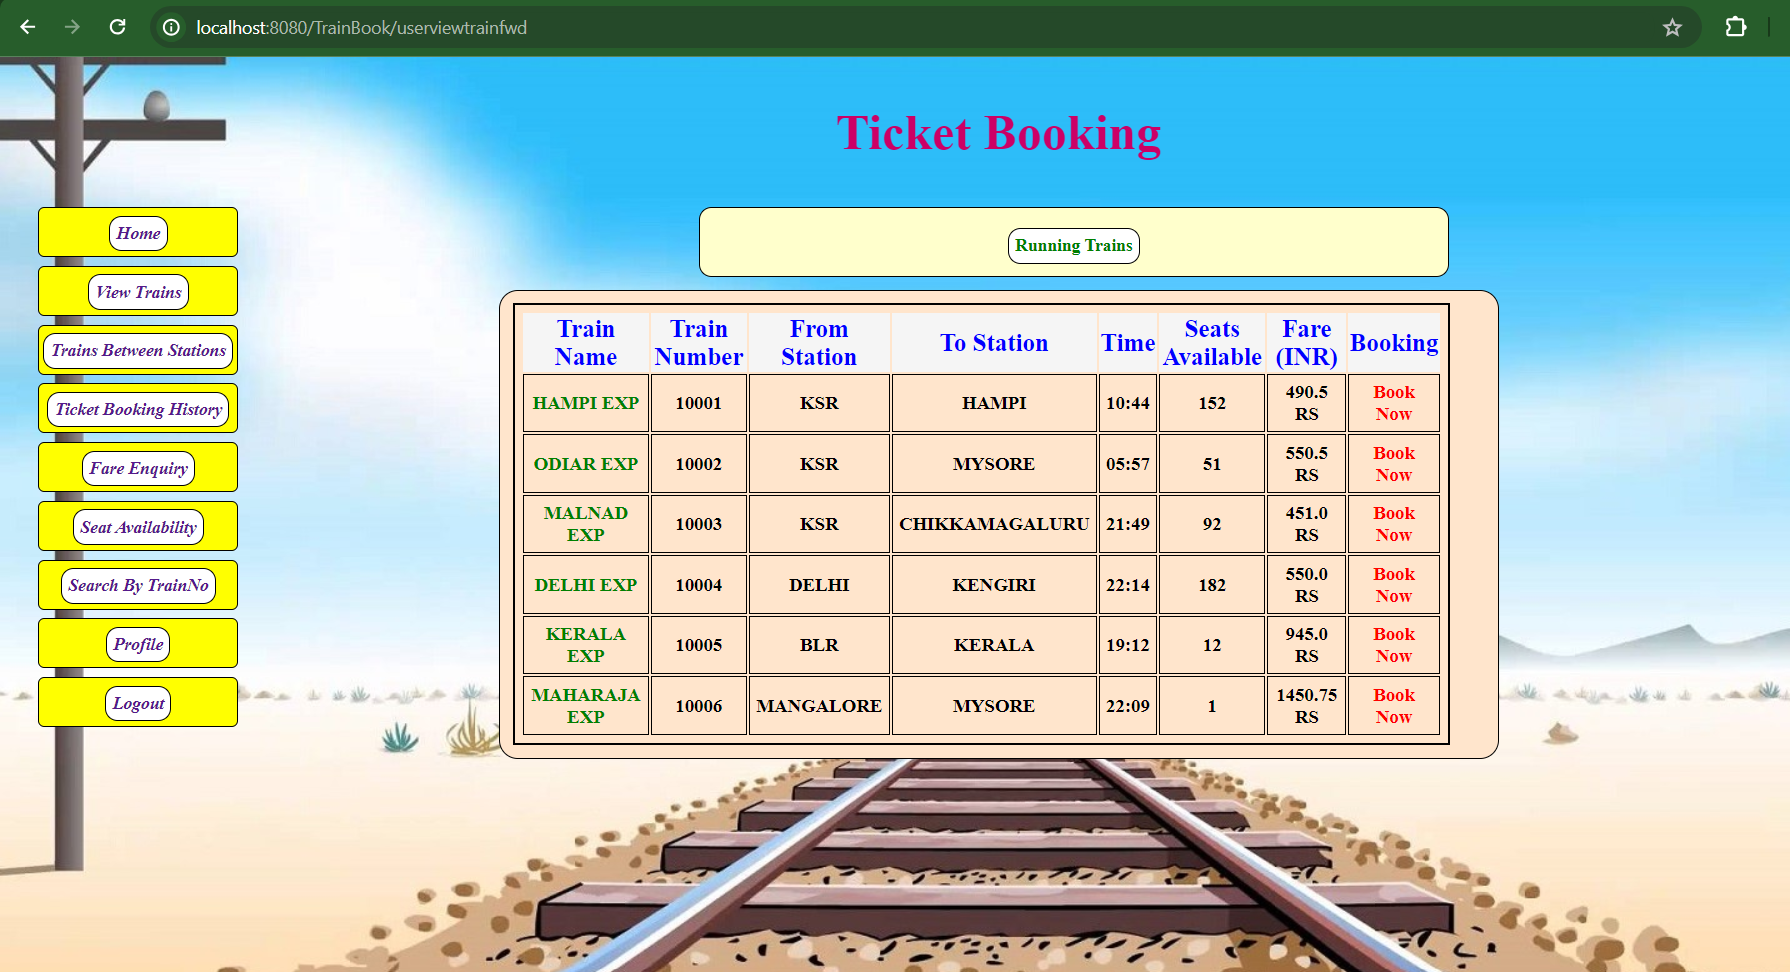 localhost:8080/TrainBook/userviewtrainfwd
Ticket Booking
Home
View Trains
Trains Between Stations
Ticket Booking History
Fare Enquiry
Seat Availability
Search By TrainNo
Profile
Logout
Running Trains
Train Name Train Number From Station To Station Time Seats Available Fare (INR) Booking
HAMPI EXP 10001 KSR HAMPI 10:44 152 490.5 RS Book Now
ODIAR EXP 10002 KSR MYSORE 05:57 51 550.5 RS Book Now
MALNAD EXP 10003 KSR CHIKKAMAGALURU 21:49 92 451.0 RS Book Now
DELHI EXP 10004 DELHI KENGIRI 22:14 182 550.0 RS Book Now
KERALA EXP 10005 BLR KERALA 19:12 12 945.0 RS Book Now
MAHARAJA EXP 10006 MANGALORE MYSORE 22:09 1 1450.75 RS Book Now